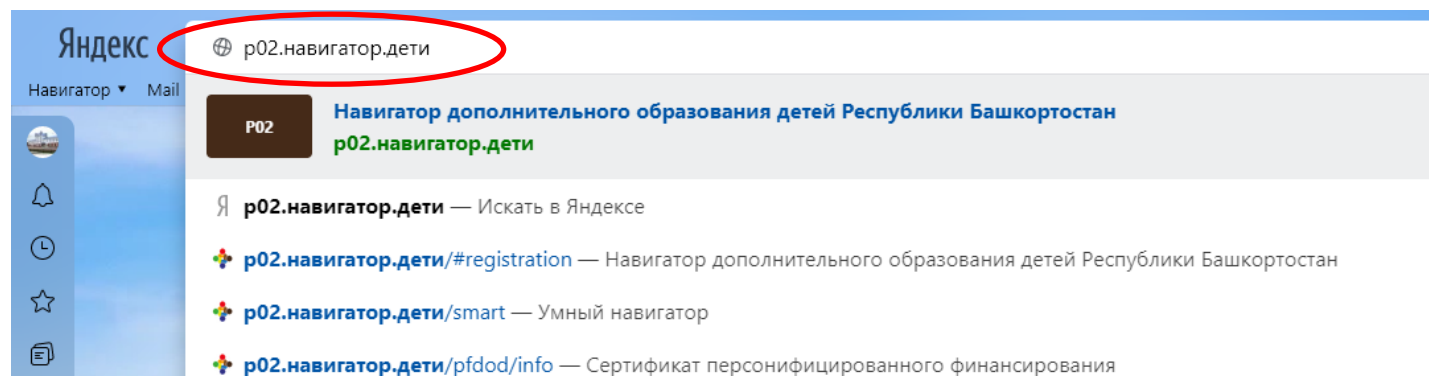 Яндекс
р02.навигатор.дети
Навигатор ▼ Mail
P02
Навигатор дополнительного образования детей Республики Башкортостан
р02.навигатор.дети
Я р02.навигатор.дети — Искать в Яндексе
р02.навигатор.дети/#registration — Навигатор дополнительного образования детей Республики Башкортостан
р02.навигатор.дети/smart — Умный навигатор
р02.навигатор.дети/pfdod/info — Сертификат персонифицированного финансирования